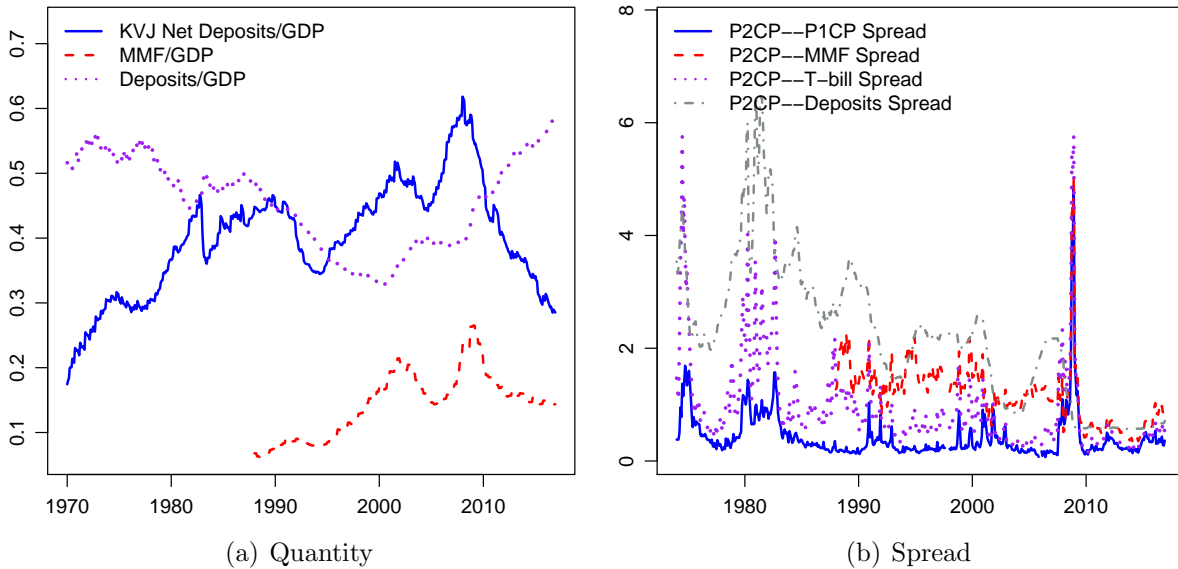 KVJ Net Deposits/GDP
MMF/GDP
Deposits/GDP
0.7
0.6
0.5
0.4
0.3
0.2
0.1
1970
1980
1990
2000
2010
(a) Quantity
P2CP--P1CP Spread
P2CP--MMF Spread
P2CP--T-bill Spread
P2CP--Deposits Spread
8
6
4
2
0
1980
1990
2000
2010
(b) Spread